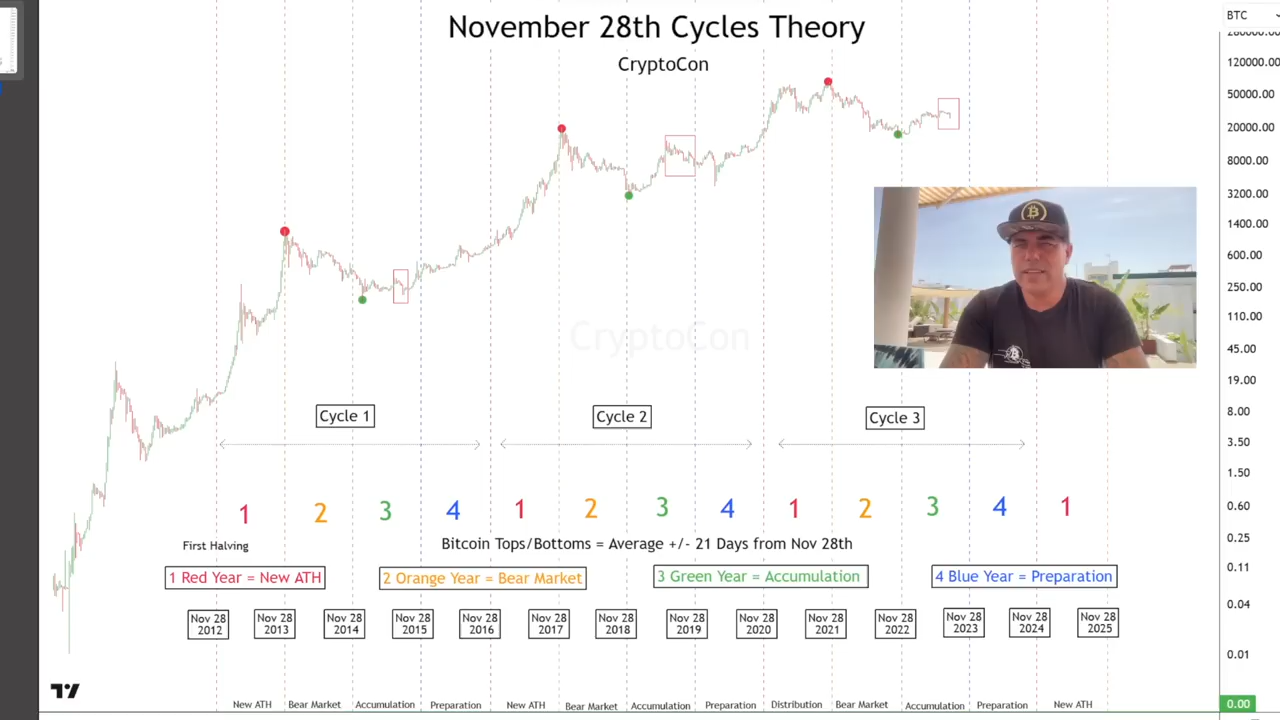 November 28th Cycles Theory
BTC
CryptoCon
120000.00
50000.00
20000.00
8000.00
3200.00
1400.00
600.00
250.00
110.00
45.00
19.00
8.00
3.50
1.50
0.60
0.25
0.11
0.04
0.01
0.00
CryptoCon
Cycle 1
Cycle 2
Cycle 3
1 2 3 4 1 2 3 4 1 2 3 4 1
First Halving
Bitcoin Tops/Bottoms = Average +/- 21 Days from Nov 28th
1 Red Year = New ATH
2 Orange Year = Bear Market
3 Green Year = Accumulation
4 Blue Year = Preparation
Nov 28
2012
Nov 28
2013
Nov 28
2014
Nov 28
2015
Nov 28
2016
Nov 28
2017
Nov 28
2018
Nov 28
2019
Nov 28
2020
Nov 28
2021
Nov 28
2022
Nov 28
2023
Nov 28
2024
Nov 28
2025
New ATH
Bear Market
Accumulation
Preparation
New ATH
Bear Market
Accumulation
Preparation
Distribution
Bear Market
Accumulation
Preparation
New ATH